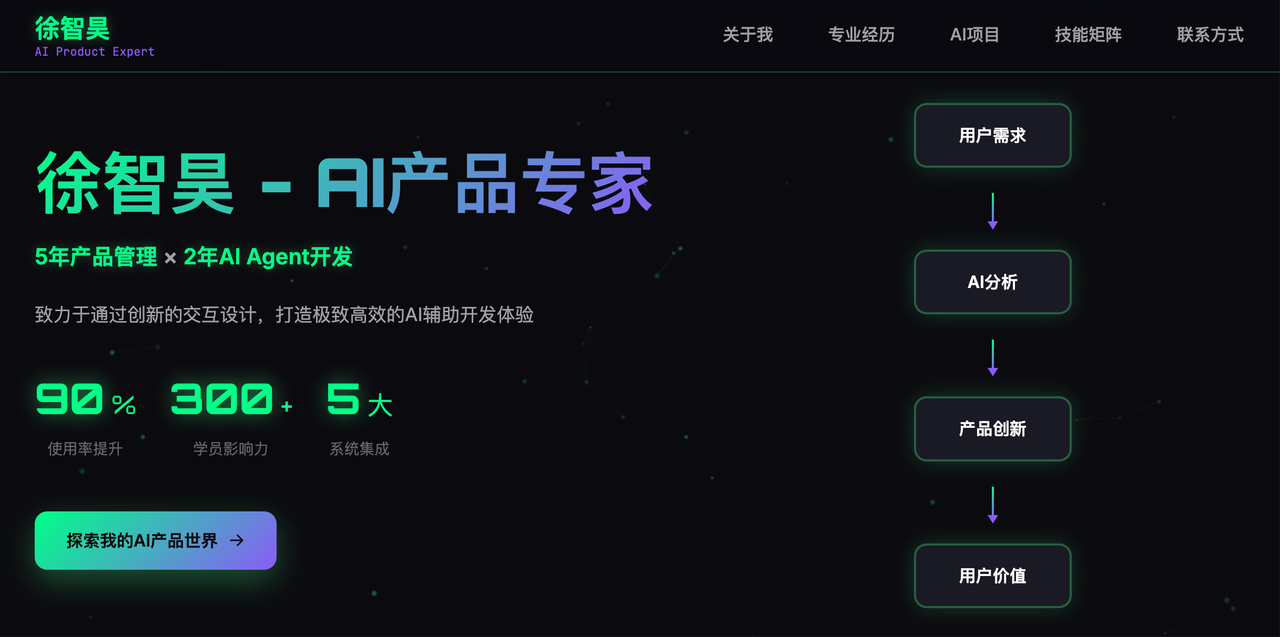 徐智昊
AI Product Expert
关于我 专业经历 AI项目 技能矩阵 联系方式
徐智昊 - AI产品专家
5年产品管理 × 2年AI Agent开发
致力于通过创新的交互设计，打造极致高效的AI辅助开发体验
90 % 300 + 5 大
使用率提升 学员影响力 系统集成
探索我的AI产品世界 →
用户需求
AI分析
产品创新
用户价值